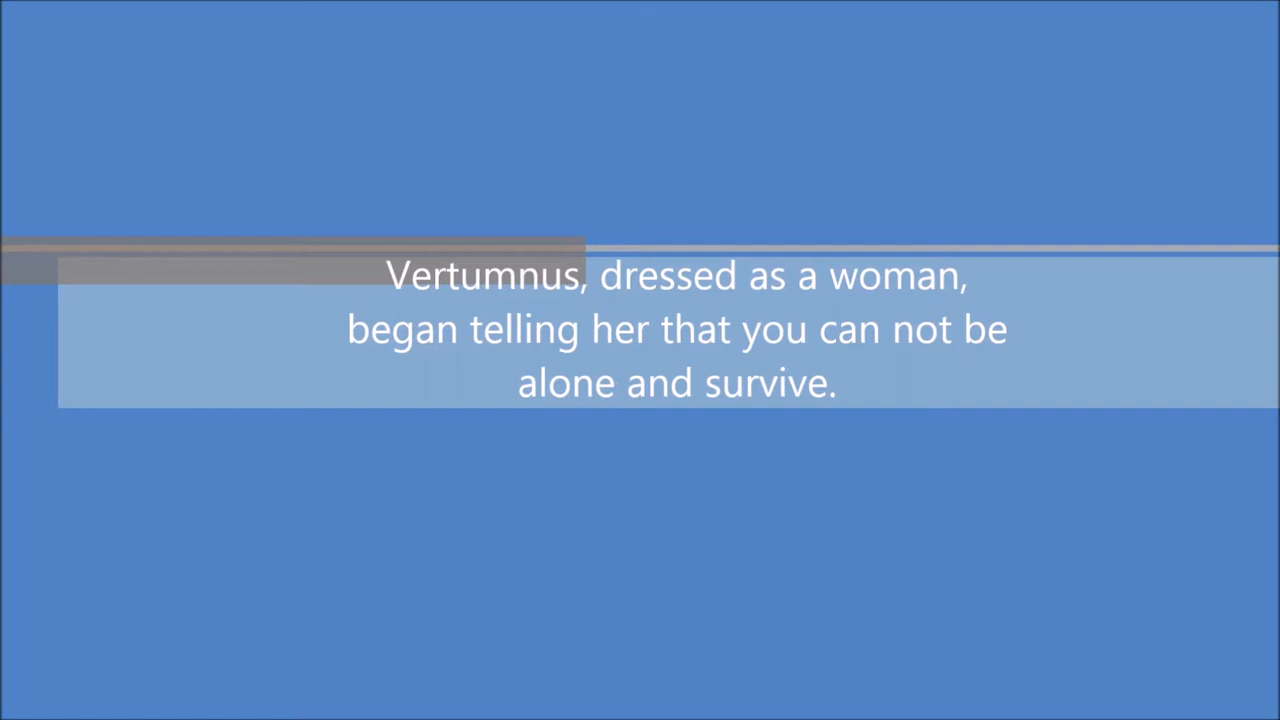 Vertumnus, dressed as a woman,
began telling her that you can not be
alone and survive.